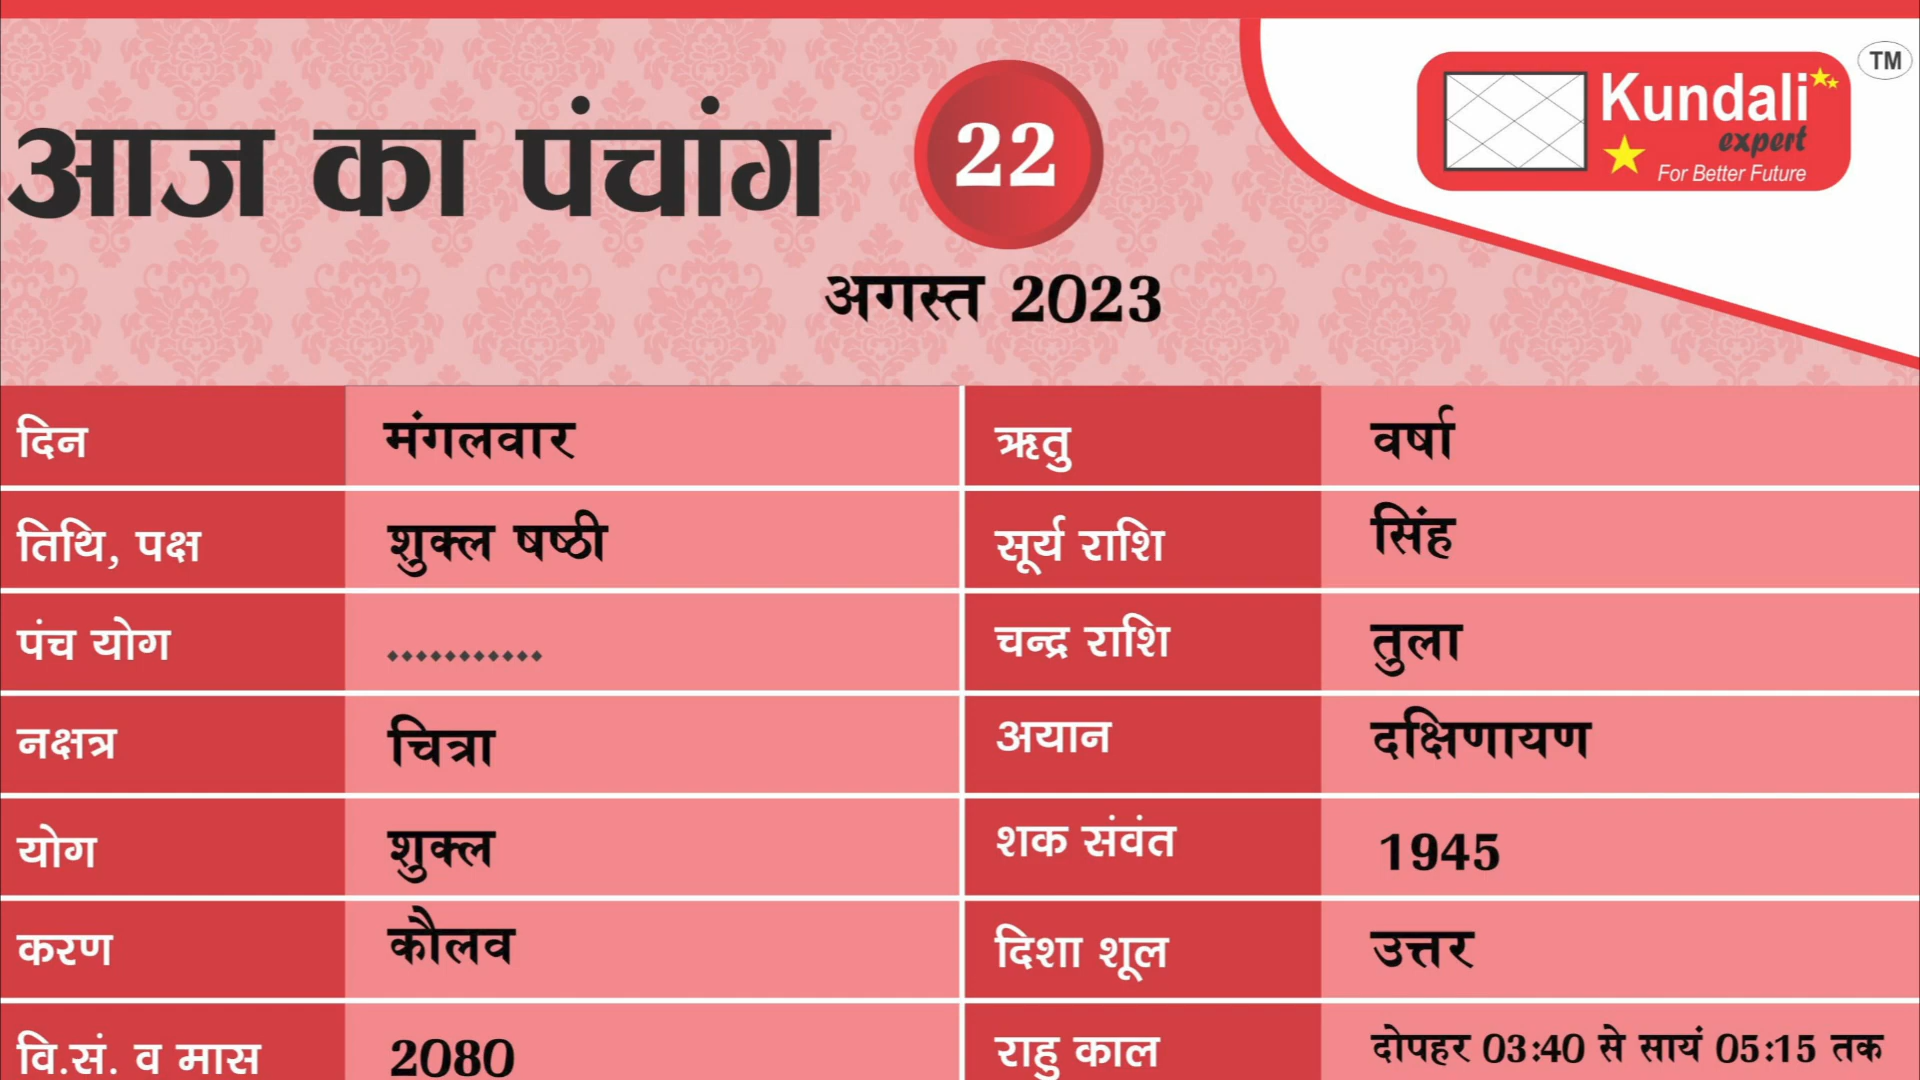 आज का पंचांग
22
अगस्त 2023
Kundali
expert
For Better Future
TM
दिन मंगलवार ऋतु वर्षा
तिथि, पक्ष शुक्ल षष्ठी सूर्य राशि सिंह
पंच योग ........... चन्द्र राशि तुला
नक्षत्र चित्रा अयान दक्षिणायण
योग शुक्ल शक संवंत 1945
करण कौलव दिशा शूल उत्तर
वि.सं. व मास 2080 राहु काल दोपहर 03:40 से सायं 05:15 तक